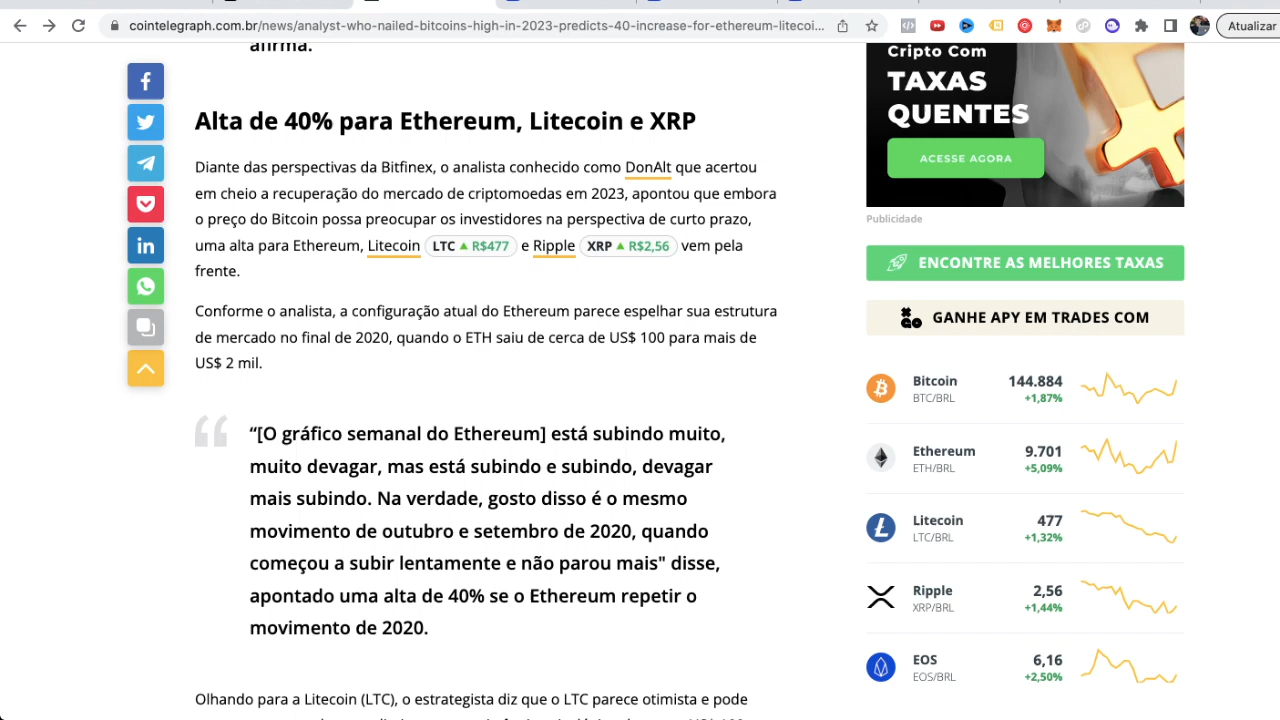 cointelegraph.com.br/news/analyst-who-nailed-bitcoins-high-in-2023-predicts-40-increase-for-ethereum-litecoi...
Atualizar
afirma.
Alta de 40% para Ethereum, Litecoin e XRP
Diante das perspectivas da Bitfinex, o analista conhecido como DonAlt que acertou
em cheio a recuperação do mercado de criptomoedas em 2023, apontou que embora
o preço do Bitcoin possa preocupar os investidores na perspectiva de curto prazo,
uma alta para Ethereum, Litecoin LTC ▲ R$477 e Ripple XRP ▲ R$2,56 vem pela
frente.
Conforme o analista, a configuração atual do Ethereum parece espelhar sua estrutura
de mercado no final de 2020, quando o ETH saiu de cerca de US$ 100 para mais de
US$ 2 mil.
“[O gráfico semanal do Ethereum] está subindo muito,
muito devagar, mas está subindo e subindo, devagar
mais subindo. Na verdade, gosto disso é o mesmo
movimento de outubro e setembro de 2020, quando
começou a subir lentamente e não parou mais" disse,
apontado uma alta de 40% se o Ethereum repetir o
movimento de 2020.
Olhando para a Litecoin (LTC), o estrategista diz que o LTC parece otimista e pode
Cripto Com
TAXAS
QUENTES
ACESSE AGORA
Publicidade
ENCONTRE AS MELHORES TAXAS
GANHE APY EM TRADES COM
Bitcoin 144.884
BTC/BRL +1,87%
Ethereum 9.701
ETH/BRL +5,09%
Litecoin 477
LTC/BRL +1,32%
Ripple 2,56
XRP/BRL +1,44%
EOS 6,16
EOS/BRL +2,50%